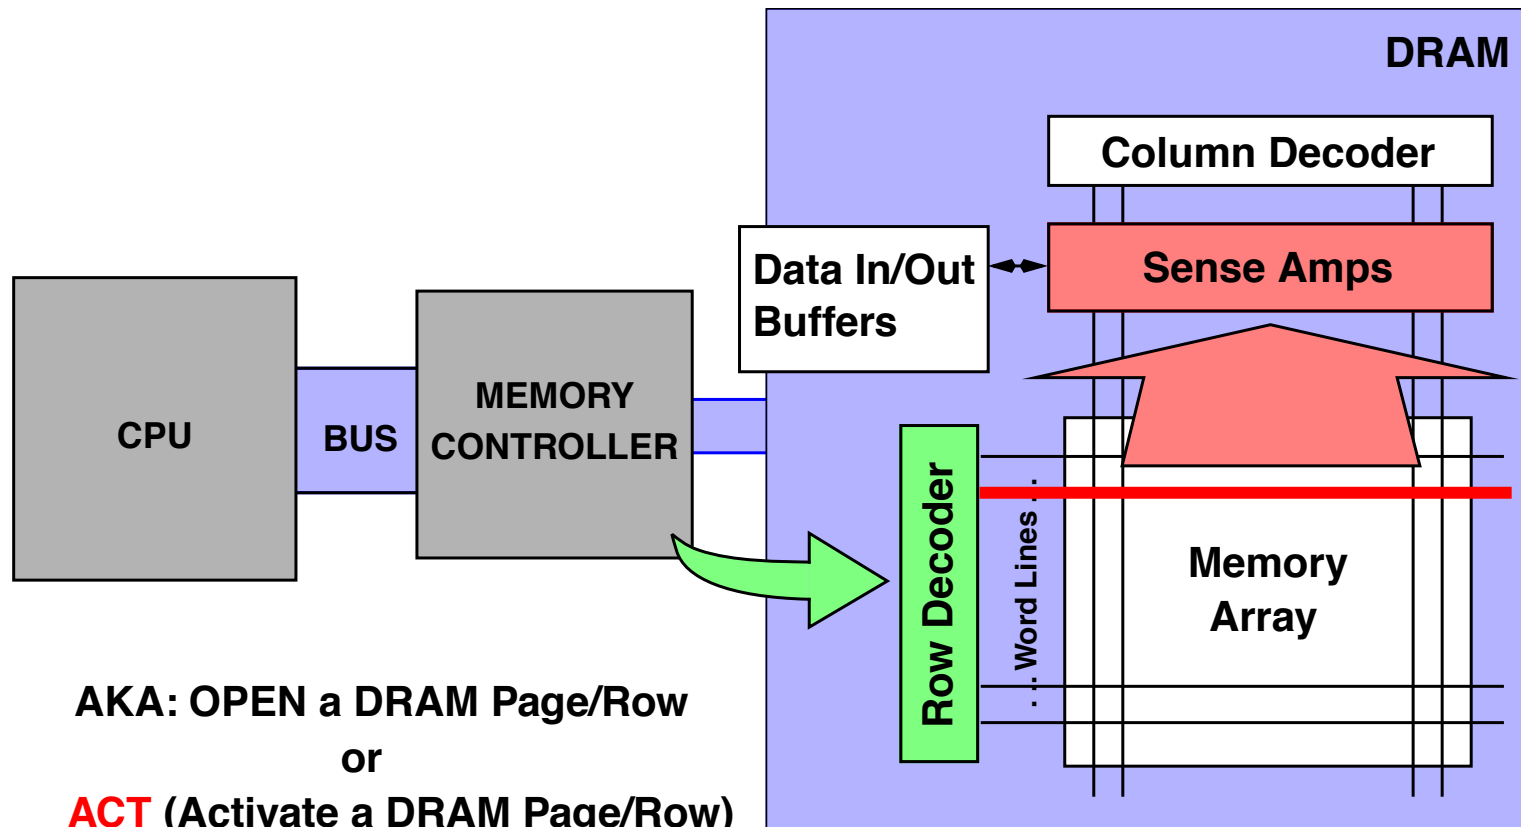 DRAM
Column Decoder
Data In/Out
Buffers
Sense Amps
CPU
BUS
MEMORY
CONTROLLER
Row Decoder
. . . Word Lines . . .
Memory
Array
AKA: OPEN a DRAM Page/Row
or
ACT (Activate a DRAM Page/Row)